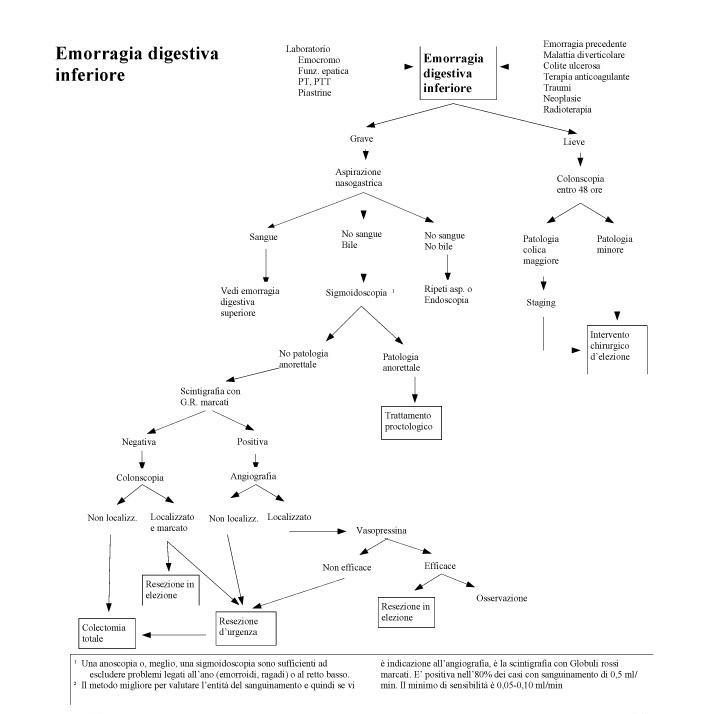 Emorragia digestiva
inferiore
Laboratorio
Emocromo
Funz. epatica
PT, PTT
Piastrine
Emorragia
digestiva
inferiore
Emorragia precedente
Malattia diverticolare
Colite ulcerosa
Terapia anticoagulante
Traumi
Neoplasie
Radioterapia
Grave
Lieve
Aspirazione
nasogastrica
Colonscopia
entro 48 ore
Sangue
No sangue
Bile
No sangue
No bile
Patologia
colica
maggiore
Patologia
minore
Vedi emorragia
digestiva
superiore
Sigmoidoscopia ¹
Ripeti asp. o
Endoscopia
Staging
Intervento
chirurgico
d'elezione
No patologia
anorettale
Patologia
anorettale
Scintigrafia con
G.R. marcati
Trattamento
proctologico
Negativa
Positiva
Colonscopia
Angiografia
Non localizz.
Localizzato
e marcato
Non localizz.
Localizzato
Vasopressina
Non efficace
Efficace
Resezione in
elezione
Resezione in
elezione
Osservazione
Colectomia
totale
Resezione
d'urgenza
¹ Una anoscopia o, meglio, una sigmoidoscopia sono sufficienti ad
escludere problemi legati all'ano (emorroidi, ragadi) o al retto basso.
² Il metodo migliore per valutare l'entità del sanguinamento e quindi se vi
è indicazione all'angiografia, è la scintigrafia con Globuli rossi
marcati. E' positiva nell'80% dei casi con sanguinamento di 0,5 ml/
min. Il minimo di sensibilità è 0,05-0,10 ml/min